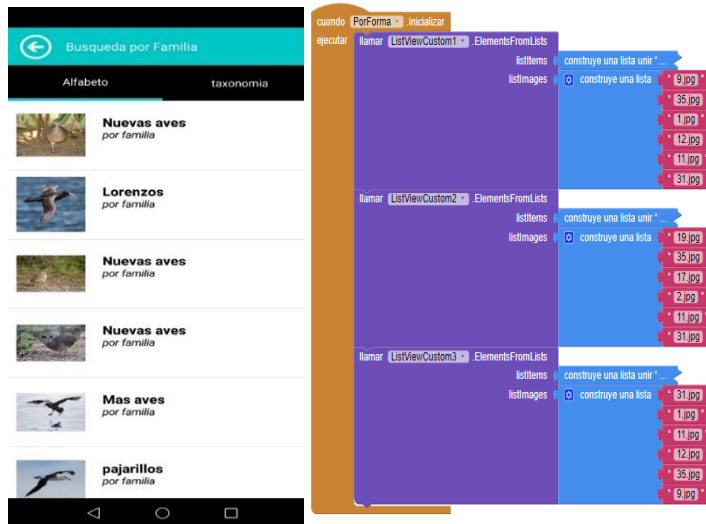 Busqueda por Familia
Alfabeto
taxonomia
Nuevas aves
por familia
Lorenzos
por familia
Nuevas aves
por familia
Nuevas aves
por familia
Mas aves
por familia
pajarillos
por familia
cuando PorForma .Inicializar
ejecutar llamar ListViewCustom1 .ElementsFromLists
listItems construye una lista unir " ...
listImages construye una lista " 9.jpg "
" 35.jpg "
" 1.jpg "
" 12.jpg "
" 11.jpg "
" 31.jpg "
llamar ListViewCustom2 .ElementsFromLists
listItems construye una lista unir " ...
listImages construye una lista " 19.jpg "
" 35.jpg "
" 17.jpg "
" 2.jpg "
" 11.jpg "
" 31.jpg "
llamar ListViewCustom3 .ElementsFromLists
listItems construye una lista unir " ...
listImages construye una lista " 31.jpg "
" 1.jpg "
" 11.jpg "
" 12.jpg "
" 35.jpg "
" 9.jpg "